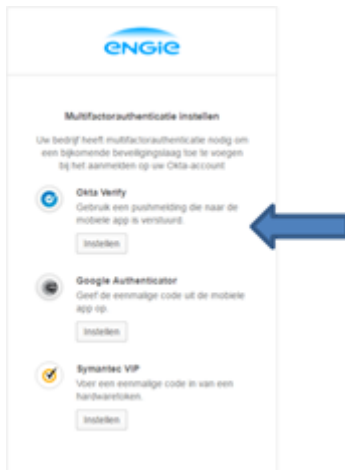 ENGIE
Multifactorauthenticatie instellen
Uw bedrijf heeft multifactorauthenticatie nodig om
een bijkomende beveiligingslaag toe te voegen
bij het aanmelden op uw Okta-account
Okta Verify
Gebruik een pushmelding die naar de
mobiele app is verstuurd.
Instellen
Google Authenticator
Geef de eenmalige code uit de mobiele
app op.
Instellen
Symantec VIP
Voer een eenmalige code in van een
hardwaretoken.
Instellen